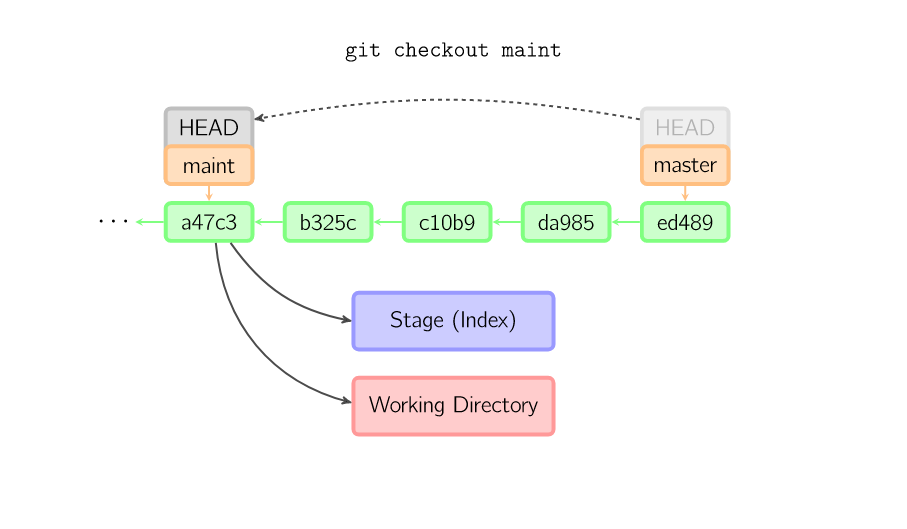 git checkout maint
HEAD HEAD
maint master
... a47c3 b325c c10b9 da985 ed489
Stage (Index)
Working Directory